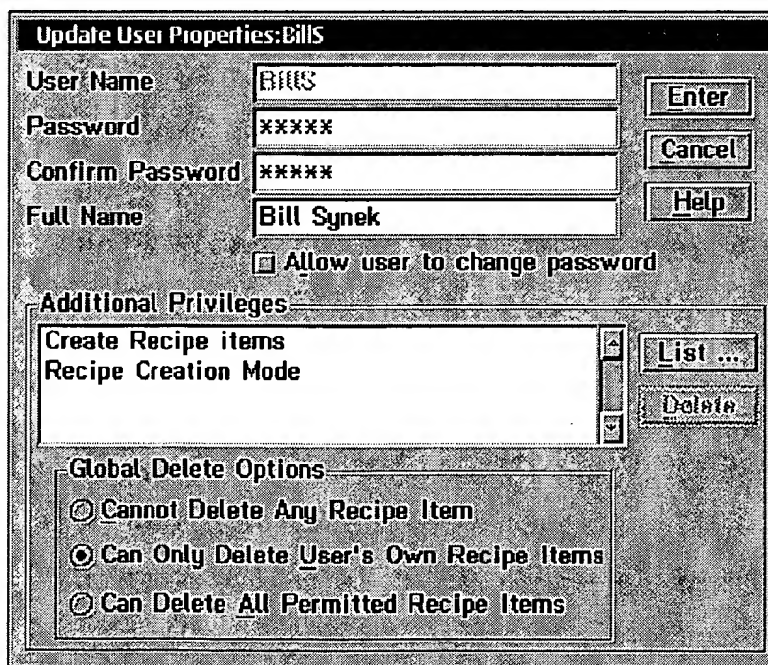 Update User Properties:BillS
User Name
BillS
Enter
Password
*****
Cancel
Confirm Password
*****
Help
Full Name
Bill Synek
Allow user to change password
Additional Privileges
Create Recipe items
Recipe Creation Mode
List ...
Delete
Global Delete Options
Cannot Delete Any Recipe Item
Can Only Delete User's Own Recipe Items
Can Delete All Permitted Recipe Items